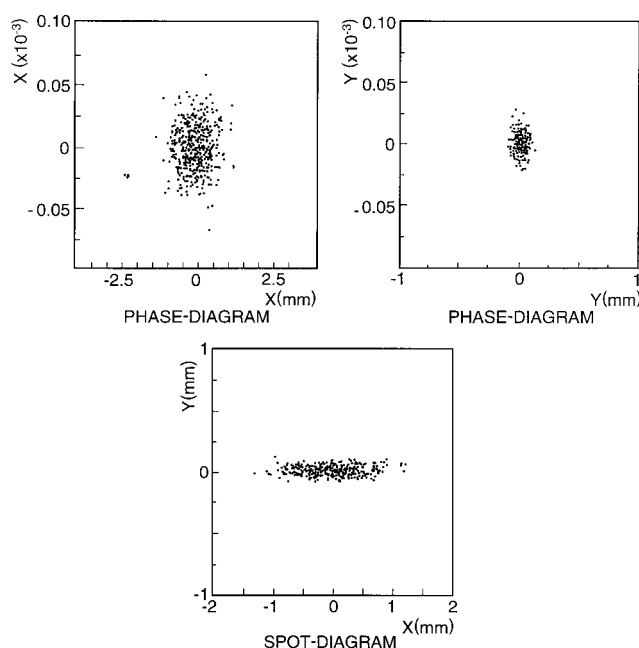 X (x10-3)
0.10
0.05
0
-0.05
-2.5
0
2.5
X(mm)
PHASE-DIAGRAM
Y (x10-3)
0.10
0.05
0
-0.05
-1
0
1
Y(mm)
PHASE-DIAGRAM
Y(mm)
1
0
-1
-2
-1
0
1
2
X(mm)
SPOT-DIAGRAM